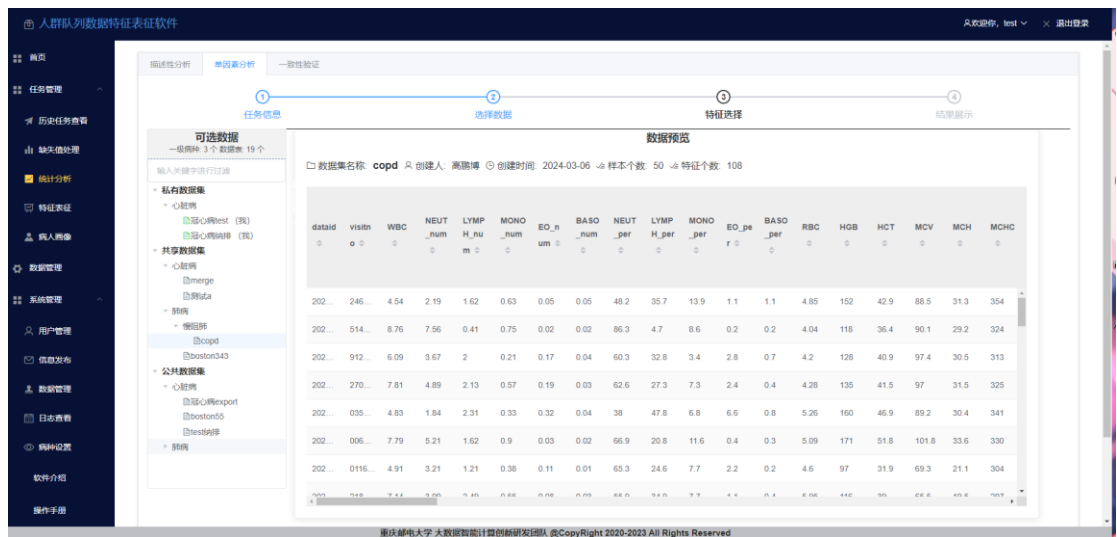 人群队列数据特征表征软件
欢迎你, test
退出登录
首页
任务管理
历史任务查看
缺失值处理
统计分析
特征表征
病人画像
数据管理
系统管理
用户管理
信息发布
数据管理
日志查看
病种设置
软件介绍
操作手册
描述性分析 单因素分析 一致性验证
1 2 3 4
任务信息 选择数据 特征选择 结果展示
可选数据
一级病种: 3 个 数据表: 19 个
输入关键字进行过滤
私有数据集
心脏病
冠心病test (我)
冠心病纳排 (我)
共享数据集
心脏病
merge
测试a
肺病
慢阻肺
copd
boston343
公共数据集
心脏病
冠心病export
boston55
test纳排
肺病
数据预览
数据集名称: copd 创建人: 高鹏博 创建时间: 2024-03-06 样本个数: 50 特征个数: 108
dataid visitno WBC NEUT_num LYMPH_num MONO_num EO_num BASO_num NEUT_per LYMPH_per MONO_per EO_per BASO_per RBC HGB HCT MCV MCH MCHC
202... 246... 4.54 2.19 1.62 0.63 0.05 0.05 48.2 35.7 13.9 1.1 1.1 4.85 152 42.9 88.5 31.3 354
202... 514... 8.76 7.56 0.41 0.75 0.02 0.02 86.3 4.7 8.6 0.2 0.2 4.04 118 36.4 90.1 29.2 324
202... 912... 6.09 3.67 2 0.21 0.17 0.04 60.3 32.8 3.4 2.8 0.7 4.2 128 40.9 97.4 30.5 313
202... 270... 7.81 4.89 2.13 0.57 0.19 0.03 62.6 27.3 7.3 2.4 0.4 4.28 135 41.5 97 31.5 325
202... 035... 4.83 1.84 2.31 0.33 0.32 0.04 38 47.8 6.8 6.6 0.8 5.26 160 46.9 89.2 30.4 341
202... 006... 7.79 5.21 1.62 0.9 0.03 0.02 66.9 20.8 11.6 0.4 0.3 5.09 171 51.8 101.8 33.6 330
202... 0116... 4.91 3.21 1.21 0.38 0.11 0.01 65.3 24.6 7.7 2.2 0.2 4.6 97 31.9 69.3 21.1 304
重庆邮电大学 大数据智能计算创新研发团队 @CopyRight 2020-2023 All Rights Reserved